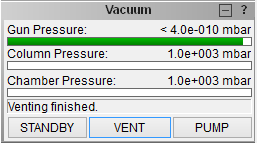 Vacuum — ?
Gun Pressure: < 4.0e-010 mbar
Column Pressure: 1.0e+003 mbar
Chamber Pressure: 1.0e+003 mbar
Venting finished.
STANDBY VENT PUMP